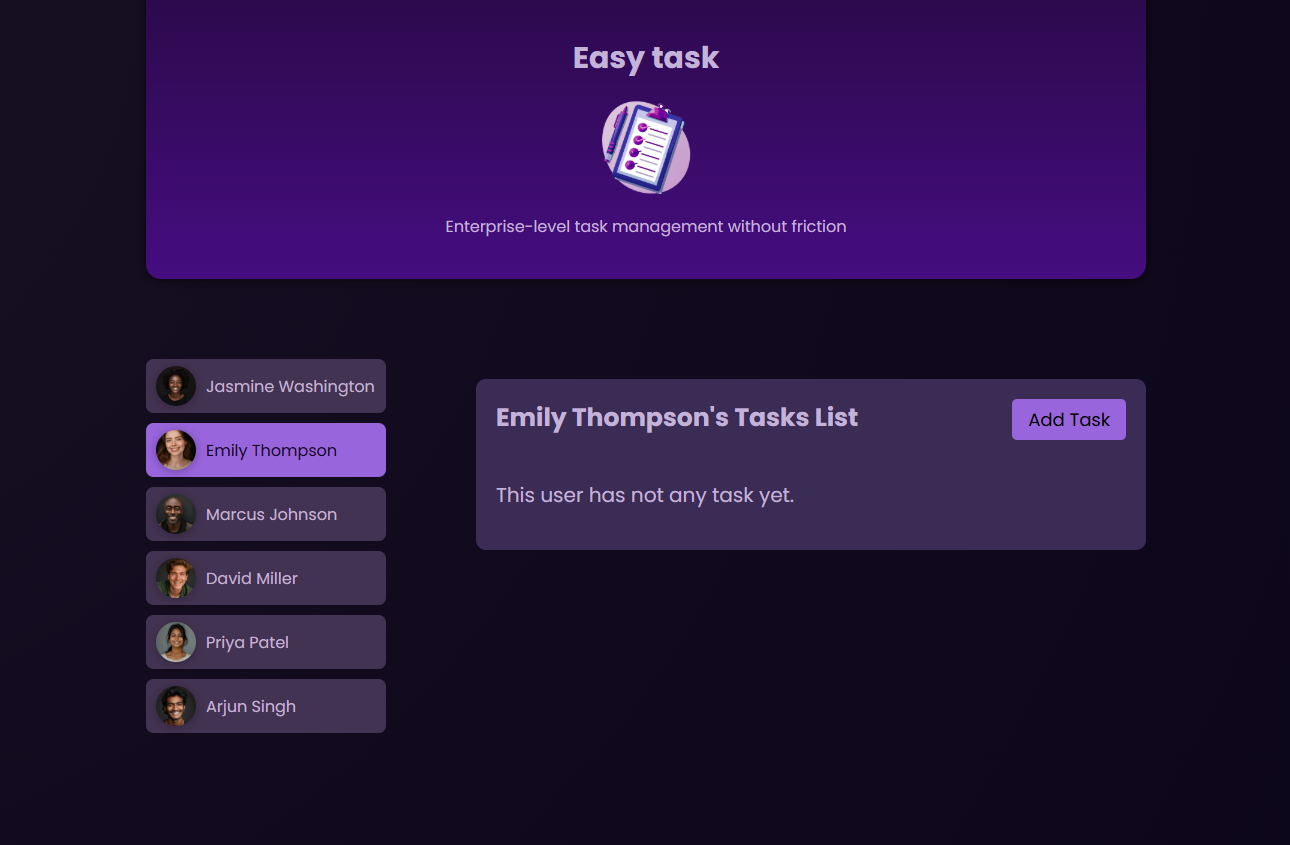 Easy task
Enterprise-level task management without friction
Jasmine Washington
Emily Thompson
Marcus Johnson
David Miller
Priya Patel
Arjun Singh
Emily Thompson's Tasks List
Add Task
This user has not any task yet.